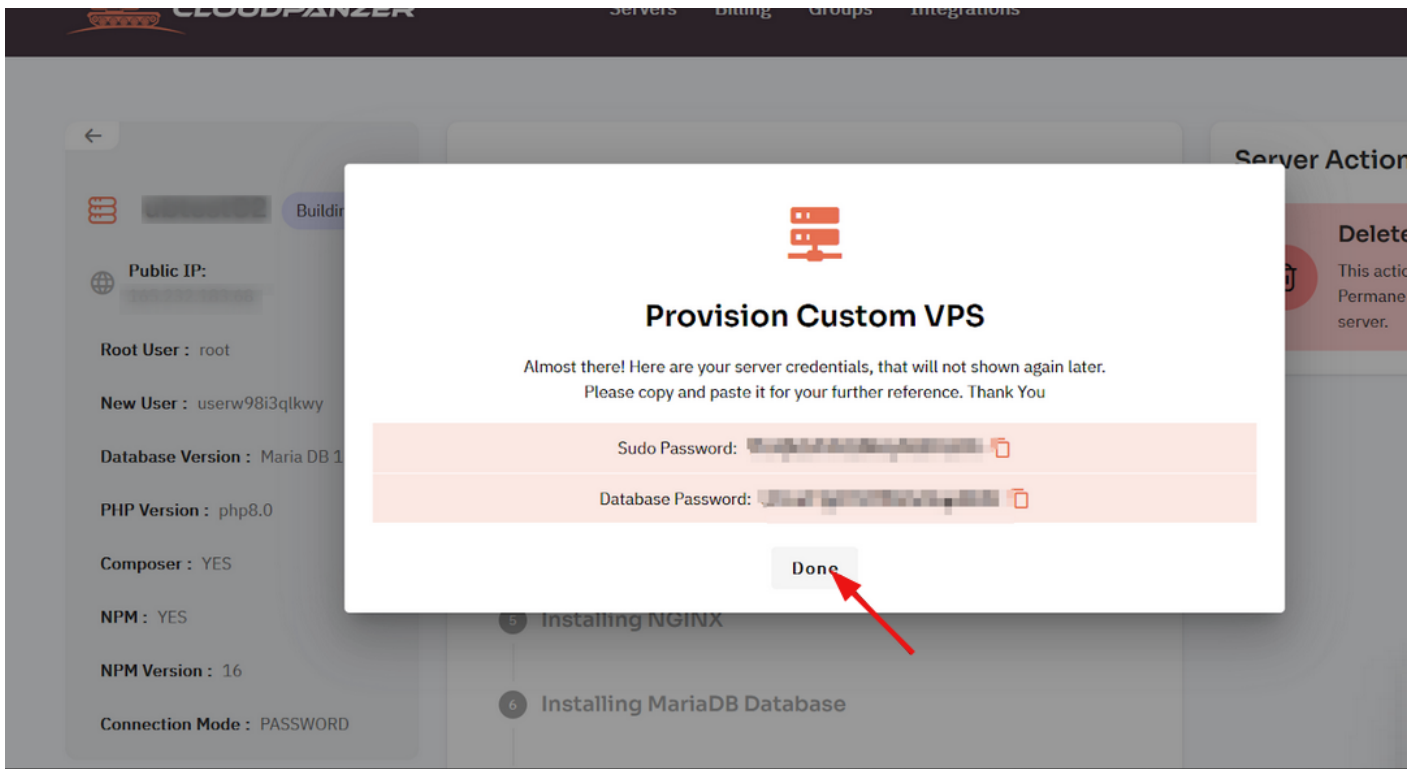 CLOUDPANZER
Servers Billing Groups Integrations
Server Action
Buildin
Public IP:
Root User : root
New User : userw98i3qlkwy
Database Version : Maria DB 1
PHP Version : php8.0
Composer : YES
NPM : YES
NPM Version : 16
Connection Mode : PASSWORD
Provision Custom VPS
Almost there! Here are your server credentials, that will not shown again later.
Please copy and paste it for your further reference. Thank You
Sudo Password:
Database Password:
Done
5 Installing NGINX
6 Installing MariaDB Database
Delete
This actio
Permane
server.